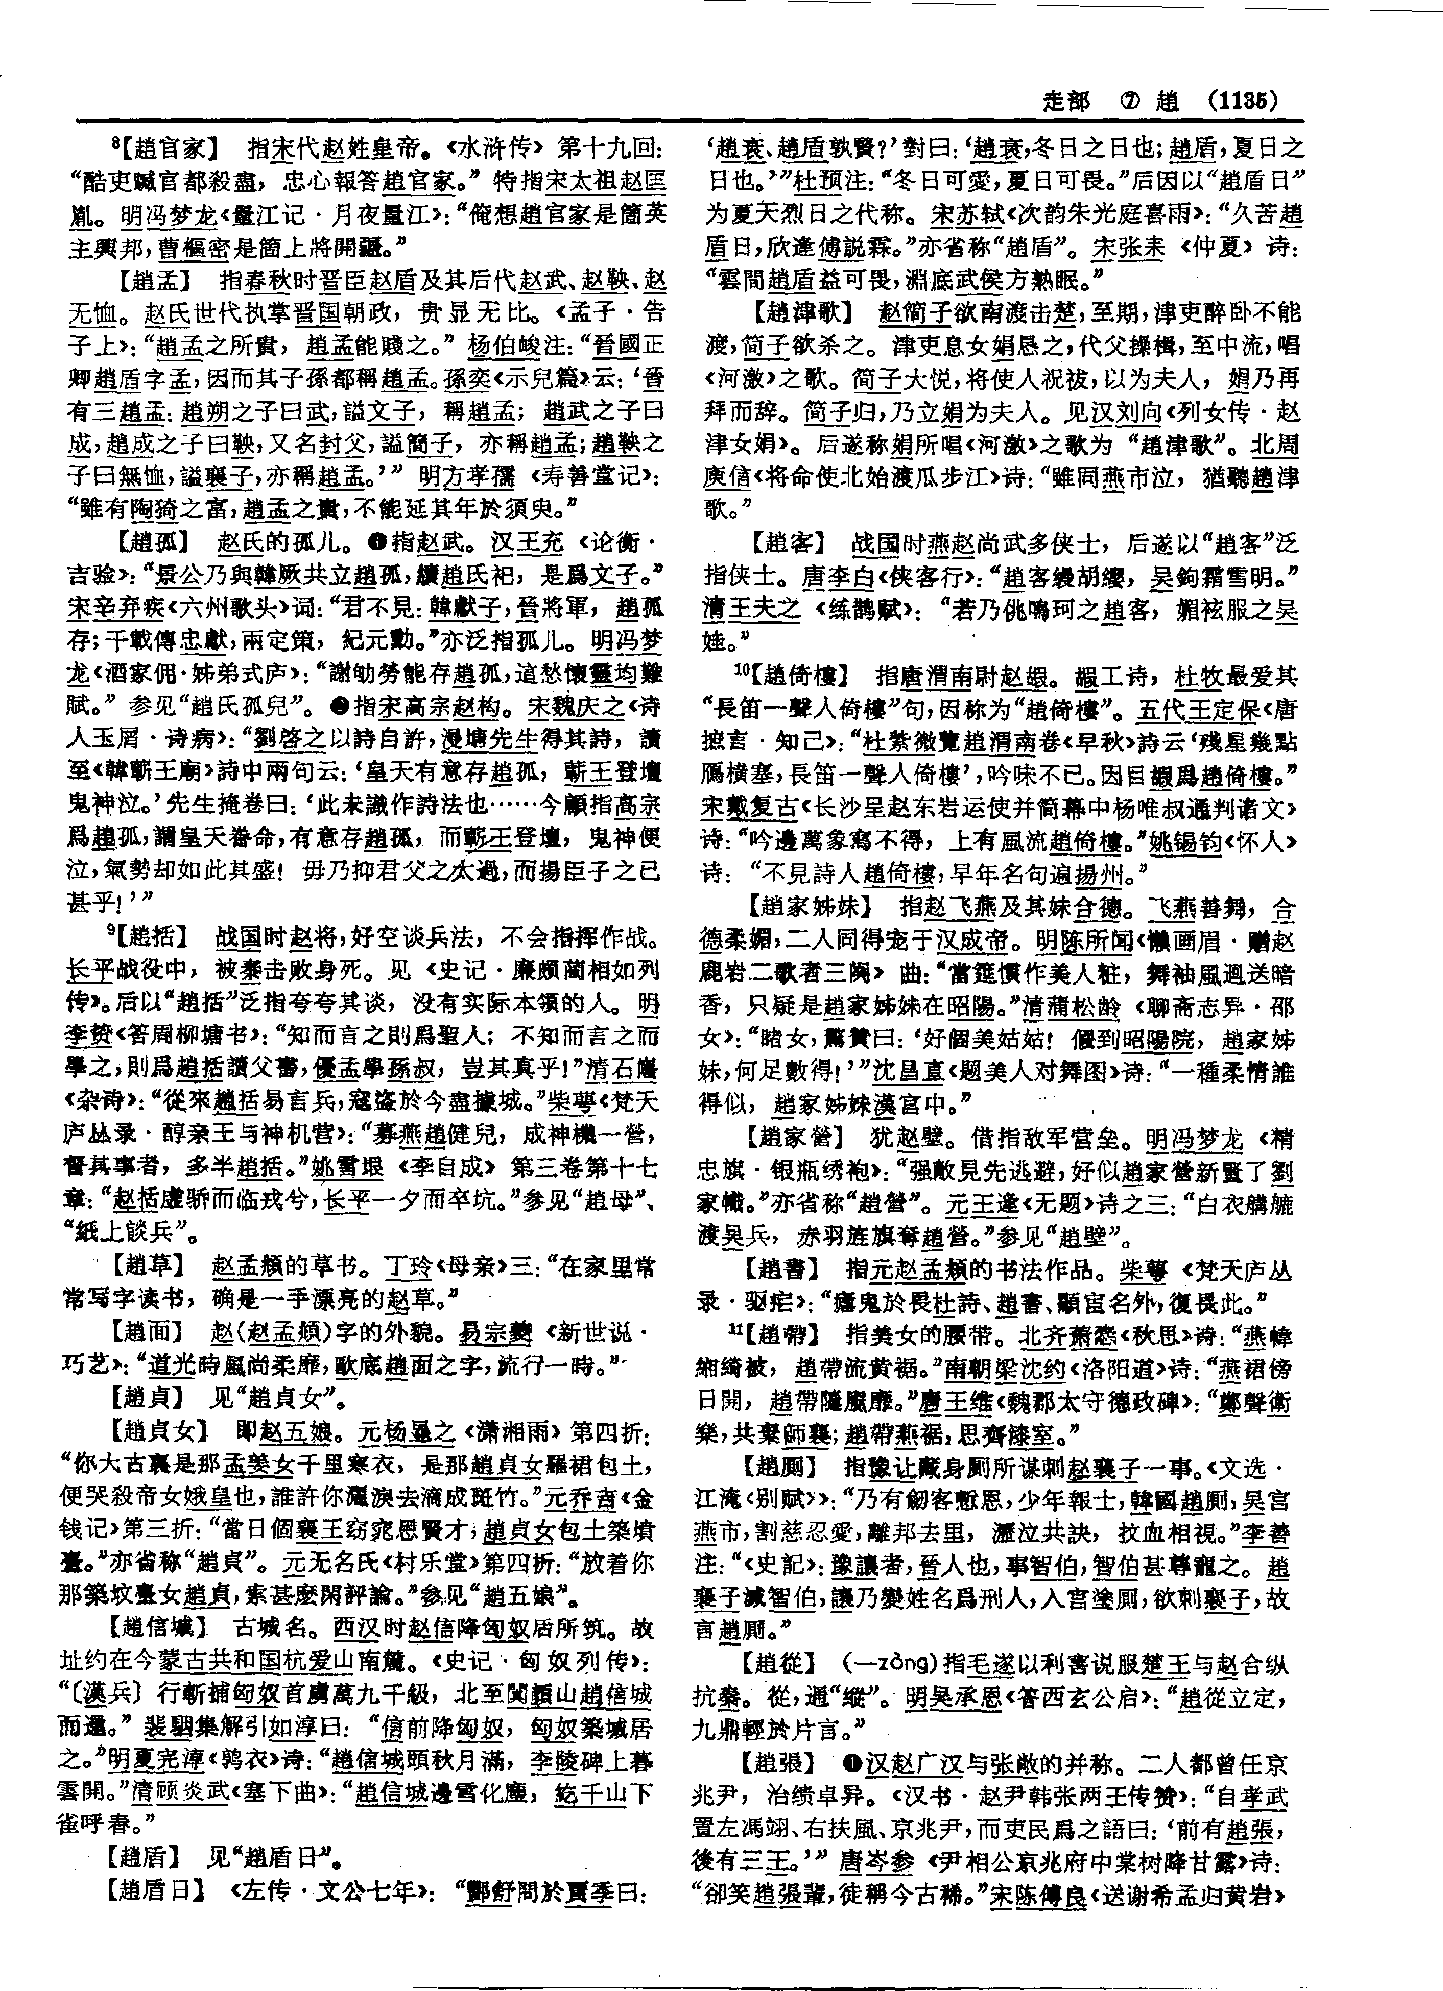 走部 ⑦ 趙 (1135)
⁸【趙官家】 指宋代赵姓皇帝。《水浒传》第十九回：
“酷吏贓官都殺盡，忠心報答趙官家。”特指宋太祖赵匡
胤。明冯梦龙《量江记·月夜量江》：“俺想趙官家是箇英
主興邦，曹樞密是箇上將開疆。”
【趙孟】 指春秋时晋臣赵盾及其后代赵武、赵鞅、赵
无恤。赵氏世代执掌晋国朝政，贵显无比。《孟子·告
子上》：“趙孟之所貴，趙孟能賤之。”杨伯峻注：“晉國正
卿趙盾字孟，因而其子孫都稱趙孟。孫奕《示兒篇》云：‘晉
有三趙孟：趙朔之子曰武，謚文子，稱趙孟；趙武之子曰
成，趙成之子曰鞅，又名封父，謚簡子，亦稱趙孟；趙鞅之
子曰無恤，謚襄子，亦稱趙孟。’”明方孝孺《寿善堂记》：
“雖有陶猗之富，趙孟之貴，不能延其年於須臾。”
【趙孤】 赵氏的孤儿。❶指赵武。汉王充《论衡·
吉验》：“景公乃與韓厥共立趙孤，續趙氏祀，是爲文子。”
宋辛弃疾《六州歌头》词：“君不見：韓獻子，晉將軍，趙孤
存；千載傳忠獻，兩定策，紀元勳。”亦泛指孤儿。明冯梦
龙《酒家佣·姊弟式庐》：“謝劬勞能存趙孤，這愁懷靈均難
賦。”参见“趙氏孤兒”。❷指宋高宗赵构。宋魏庆之《诗
人玉屑·诗病》：“劉啓之以詩自許，漫塘先生得其詩，讀
至《韓蘄王廟》詩中兩句云：‘皇天有意存趙孤，蘄王登壇
鬼神泣。’先生掩卷曰：‘此未識作詩法也……今顧指高宗
爲趙孤，謂皇天眷命，有意存趙孤，而蘄王登壇，鬼神便
泣，氣勢却如此其盛！毋乃抑君父之太過，而揚臣子之已
甚乎！’”
⁹【趙括】 战国时赵将，好空谈兵法，不会指挥作战。
长平战役中，被秦击败身死。见《史记·廉颇蔺相如列
传》。后以“趙括”泛指夸夸其谈，没有实际本领的人。明
李贽《答周柳塘书》：“知而言之則爲聖人；不知而言之而
學之，則爲趙括讀父書，優孟學孫叔，豈其真乎！”清石龐
《杂诗》：“從來趙括易言兵，寇盜於今盡據城。”柴萼《梵天
庐丛录·醇亲王与神机营》：“募燕趙健兒，成神機一營，
督其事者，多半趙括。”姚雪垠《李自成》第三卷第十七
章：“赵括虚骄而临戎兮，长平一夕而卒坑。”参见“趙母”、
“紙上談兵”。
【趙草】 赵孟頫的草书。丁玲《母亲》三：“在家里常
常写字读书，确是一手漂亮的赵草。”
【趙面】 赵（赵孟頫）字的外貌。易宗夔《新世说·
巧艺》：“道光時風尚柔靡，歐底趙面之字，流行一時。”
【趙貞】 见“趙貞女”。
【趙貞女】 即赵五娘。元杨显之《潇湘雨》第四折：
“你大古裏是那孟姜女千里寒衣，是那趙貞女羅裙包土，
便哭殺帝女娥皇也，誰許你灑淚去滴成斑竹。”元乔吉《金
钱记》第三折：“當日個襄王窈窕思賢才，趙貞女包土築墳
臺。”亦省称“趙貞”。元无名氏《村乐堂》第四折：“放着你
那築坟臺女趙貞，索甚麽閑評論。”参见“趙五娘”。
【趙信城】 古城名。西汉时赵信降匈奴后所筑。故
址约在今蒙古共和国杭爱山南麓。《史记·匈奴列传》：
“〔漢兵〕行斬捕匈奴首虜萬九千級，北至闐顔山趙信城
而還。”裴駰集解引如淳曰：“信前降匈奴，匈奴築城居
之。”明夏完淳《鹑衣》诗：“趙信城頭秋月滿，李陵碑上暮
雲開。”清顾炎武《塞下曲》：“趙信城邊雪化塵，紇干山下
雀呼春。”
【趙盾】 见“趙盾日”。
【趙盾日】 《左传·文公七年》：“酆舒問於賈季曰：
‘趙衰、趙盾孰賢？’對曰：‘趙衰，冬日之日也；趙盾，夏日之
日也。’”杜预注：“冬日可愛，夏日可畏。”后因以“趙盾日”
为夏天烈日之代称。宋苏轼《次韵朱光庭喜雨》：“久苦趙
盾日，欣逢傅說霖。”亦省称“趙盾”。宋张耒《仲夏》诗：
“雲間趙盾益可畏，淵底武侯方熟眠。”
【趙津歌】 赵简子欲南渡击楚，至期，津吏醉卧不能
渡，简子欲杀之。津吏息女娟恳之，代父操楫，至中流，唱
《河激》之歌。简子大悦，将使人祝祓，以为夫人，娟乃再
拜而辞。简子归，乃立娟为夫人。见汉刘向《列女传·赵
津女娟》。后遂称娟所唱《河激》之歌为“趙津歌”。北周
庾信《将命使北始渡瓜步江》诗：“雖同燕市泣，猶聽趙津
歌。”
【趙客】 战国时燕赵尚武多侠士，后遂以“趙客”泛
指侠士。唐李白《侠客行》：“趙客縵胡纓，吴鉤霜雪明。”
清王夫之《练鹊赋》：“若乃佻鳴珂之趙客，媚袨服之吴
娃。”
¹⁰【趙倚樓】 指唐渭南尉赵嘏。嘏工诗，杜牧最爱其
“長笛一聲人倚樓”句，因称为“趙倚樓”。五代王定保《唐
摭言·知己》：“杜紫微覽趙渭南卷《早秋》詩云‘殘星幾點
鴈横塞，長笛一聲人倚樓’，吟味不已。因目嘏爲趙倚樓。”
宋戴复古《长沙呈赵东岩运使并简幕中杨唯叔通判诸文》
诗：“吟邊萬象寫不得，上有風流趙倚樓。”姚锡钧《怀人》
诗：“不見詩人趙倚樓，早年名句遍揚州。”
【趙家姊妹】 指赵飞燕及其妹合德。飞燕善舞，合
德柔媚，二人同得宠于汉成帝。明陈所闻《懒画眉·赠赵
鹿岩二歌者三阕》曲：“當筵慣作美人粧，舞袖風迴送暗
香，只疑是趙家姊妹在昭陽。”清蒲松龄《聊斋志异·邵
女》：“睹女，驚贊曰：‘好個美姑姑！假到昭陽院，趙家姊
妹，何足數得！’”沈昌直《题美人对舞图》诗：“一種柔情誰
得似，趙家姊妹漢宮中。”
【趙家營】 犹赵壁。借指敌军营垒。明冯梦龙《精
忠旗·银瓶绣袍》：“强敵見先逃避，好似趙家營新豎了劉
家幟。”亦省称“趙營”。元王逢《无题》诗之三：“白衣艣艫
渡吴兵，赤羽旌旗奪趙營。”参见“趙壁”。
【趙書】 指元赵孟頫的书法作品。柴萼《梵天庐丛
录·驱疟》：“瘧鬼於畏杜詩、趙書、顯宦名外，復畏此。”
¹¹【趙帶】 指美女的腰带。北齐萧悫《秋思》诗：“燕幃
緗綺被，趙帶流黄裾。”南朝梁沈约《洛阳道》诗：“燕裙傍
日開，趙帶隨風靡。”唐王维《魏郡太守德政碑》：“鄭聲衛
樂，共棄師襄；趙帶燕裾，思齊漆室。”
【趙厠】 指豫让藏身厠所谋刺赵襄子一事。《文选·
江淹〈别赋〉》：“乃有劒客慙恩，少年報士，韓國趙厠，吴宫
燕市，割慈忍愛，離邦去里，瀝泣共訣，抆血相視。”李善
注：“《史記》：豫讓者，晉人也，事智伯，智伯甚尊寵之。趙
襄子滅智伯，讓乃變姓名爲刑人，入宫塗厠，欲刺襄子，故
言趙厠。”
【趙從】 (—zòng)指毛遂以利害说服楚王与赵合纵
抗秦。從，通“縱”。明吴承恩《答西玄公启》：“趙從立定，
九鼎輕於片言。”
【趙張】 ❶汉赵广汉与张敞的并称。二人都曾任京
兆尹，治绩卓异。《汉书·赵尹韩张两王传赞》：“自孝武
置左馮翊、右扶風、京兆尹，而吏民爲之語曰：‘前有趙張，
後有三王。’”唐岑参《尹相公京兆府中棠树降甘露》诗：
“卻笑趙張輩，徒稱今古稀。”宋陈傅良《送谢希孟归黄岩》